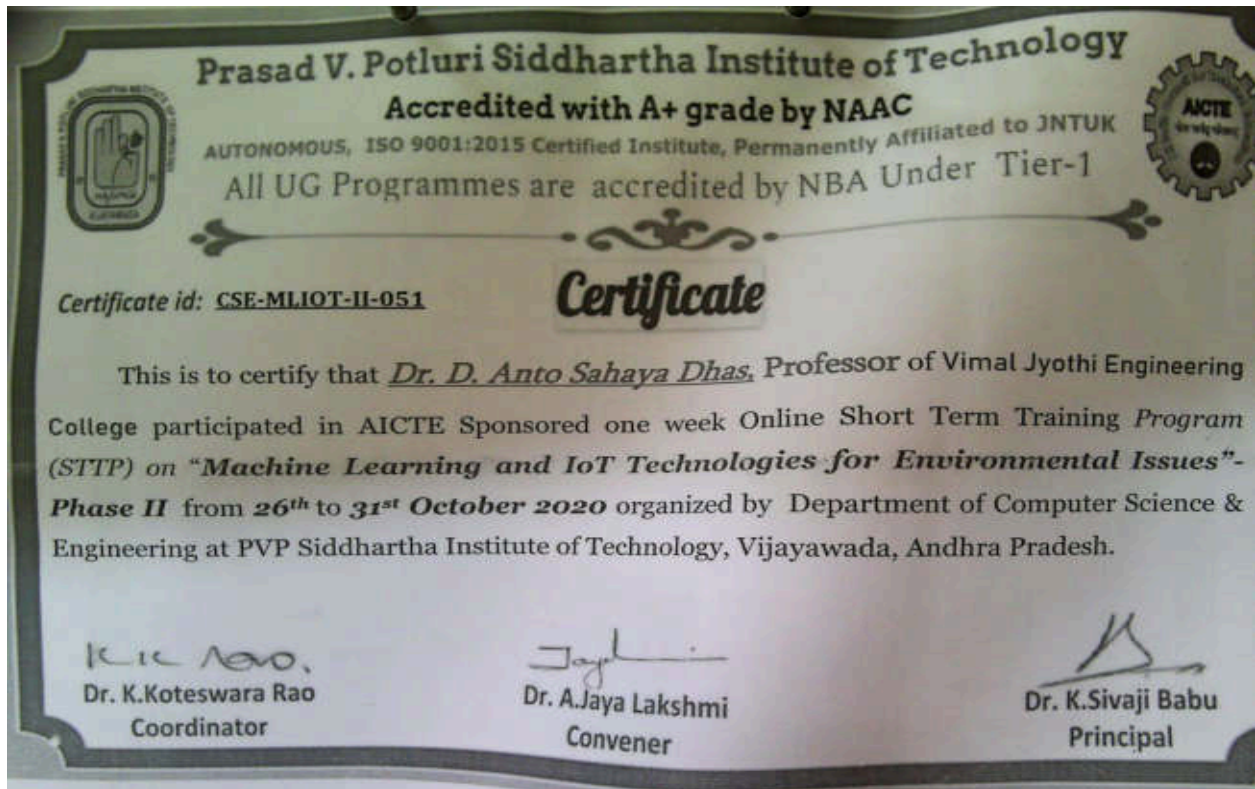 Prasad V. Potluri Siddhartha Institute of Technology
Accredited with A+ grade by NAAC
AUTONOMOUS, ISO 9001:2015 Certified Institute, Permanently Affiliated to JNTUK
All UG Programmes are accredited by NBA Under Tier-1
AICTE
Certificate id: CSE-MLIOT-II-051
Certificate
This is to certify that Dr. D. Anto Sahaya Dhas, Professor of Vimal Jyothi Engineering
College participated in AICTE Sponsored one week Online Short Term Training Program
(STTP) on “Machine Learning and IoT Technologies for Environmental Issues”-
Phase II from 26th to 31st October 2020 organized by Department of Computer Science &
Engineering at PVP Siddhartha Institute of Technology, Vijayawada, Andhra Pradesh.
K K Rao.
Dr. K.Koteswara Rao
Coordinator
Dr. A.Jaya Lakshmi
Convener
Dr. K.Sivaji Babu
Principal